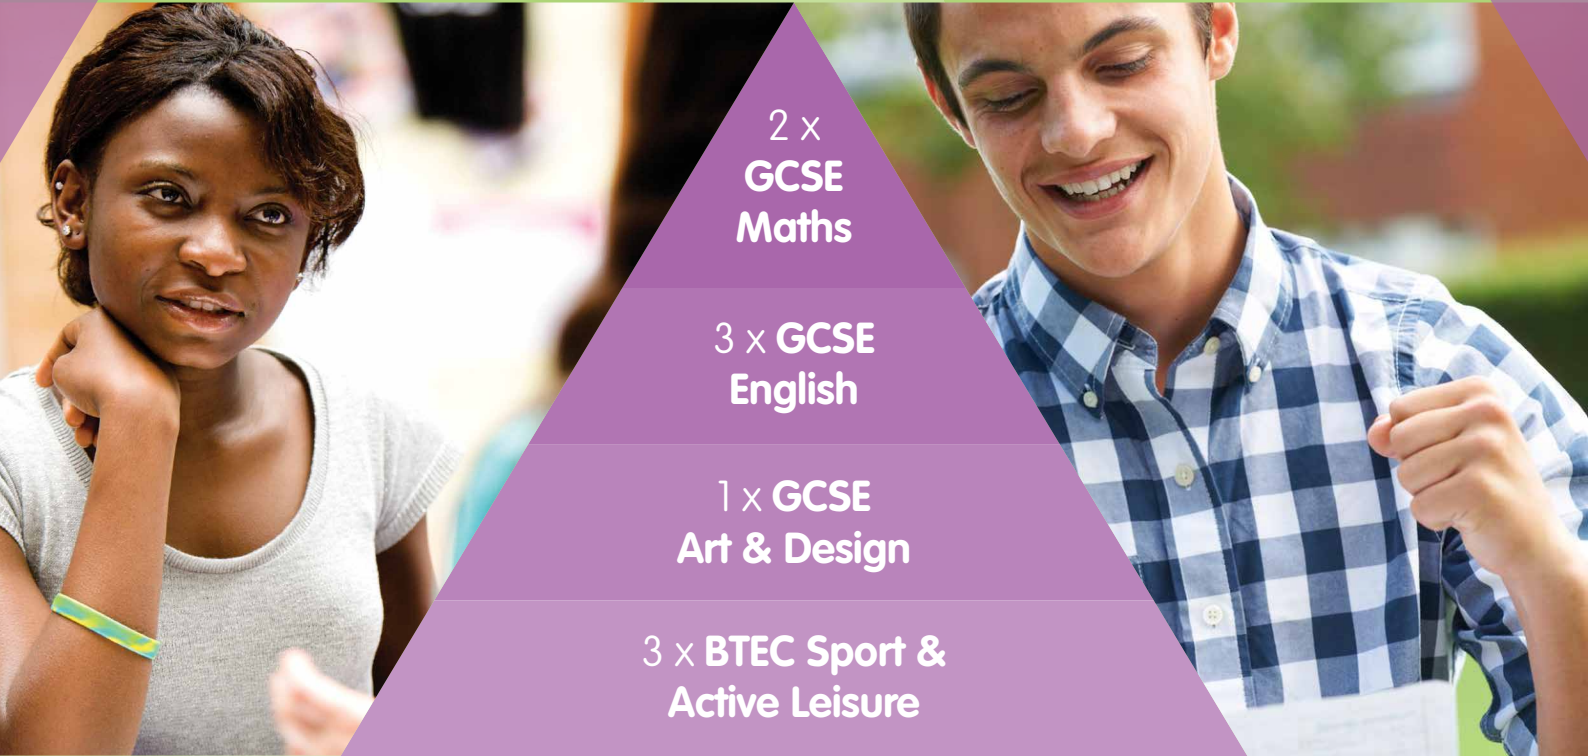 2 x
GCSE
Maths
3 x GCSE
English
1 x GCSE
Art & Design
3 x BTEC Sport &
Active Leisure